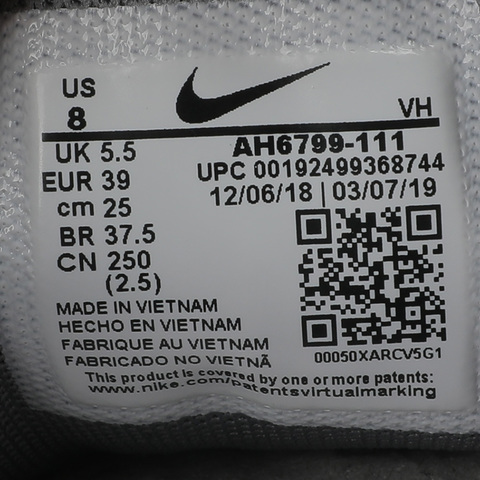 US
8
VH
UK 5.5
EUR 39
cm 25
BR 37.5
CN 250
(2.5)
AH6799-111
UPC 00192499368744
12/06/18 | 03/07/19
00050XARCV5G1
MADE IN VIETNAM
HECHO EN VIETNAM
FABRIQUE AU VIETNAM
FABRICADO NO VIETNÃ
This product is covered by one or more patents:
www.nike.com/patentsvirtualmarking